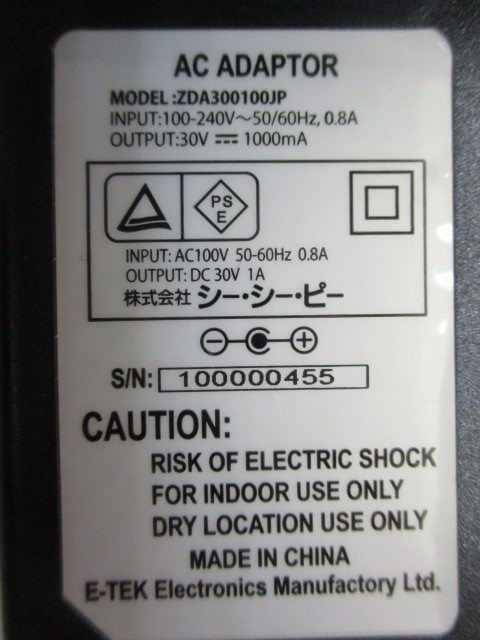 AC ADAPTOR
MODEL :ZDA300100JP
INPUT:100-240V～50/60Hz, 0.8A
OUTPUT:30V ⎓ 1000mA
PS
E
INPUT: AC100V 50-60Hz 0.8A
OUTPUT: DC 30V 1A
株式会社 シー・シー・ピー
S/N: 100000455
CAUTION:
RISK OF ELECTRIC SHOCK
FOR INDOOR USE ONLY
DRY LOCATION USE ONLY
MADE IN CHINA
E-TEK Electronics Manufactory Ltd.